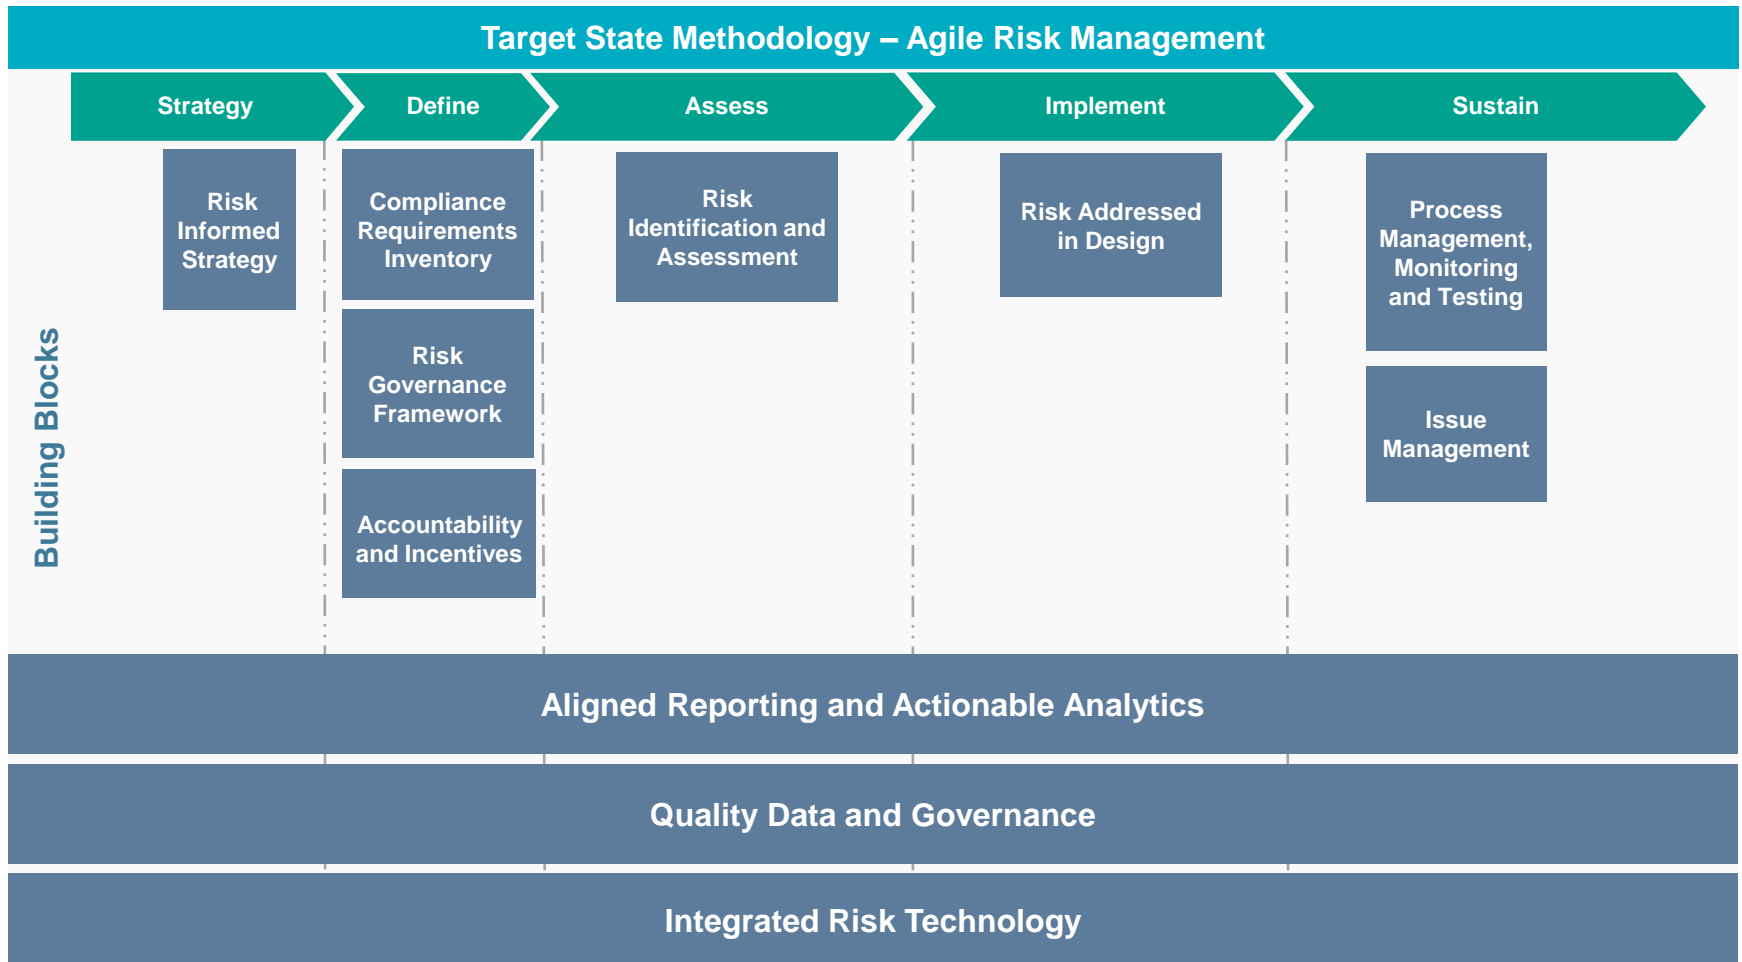 Target State Methodology – Agile Risk Management
Strategy
Define
Assess
Implement
Sustain
Building Blocks
Risk
Informed
Strategy
Compliance
Requirements
Inventory
Risk
Governance
Framework
Accountability
and Incentives
Risk
Identification and
Assessment
Risk Addressed
in Design
Process
Management,
Monitoring
and Testing
Issue
Management
Aligned Reporting and Actionable Analytics
Quality Data and Governance
Integrated Risk Technology